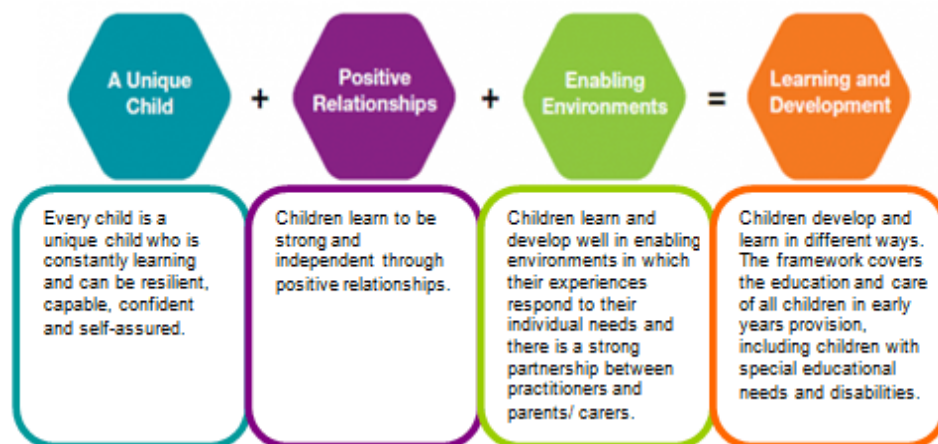 A Unique
Child
+
Positive
Relationships
+
Enabling
Environments
=
Learning and
Development
Every child is a
unique child who is
constantly learning
and can be resilient,
capable, confident
and self-assured.
Children learn to be
strong and
independent through
positive relationships.
Children learn and
develop well in enabling
environments in which
their experiences
respond to their
individual needs and
there is a strong
partnership between
practitioners and
parents/ carers.
Children develop and
learn in different ways.
The framework covers
the education and care
of all children in early
years provision,
including children with
special educational
needs and disabilities.